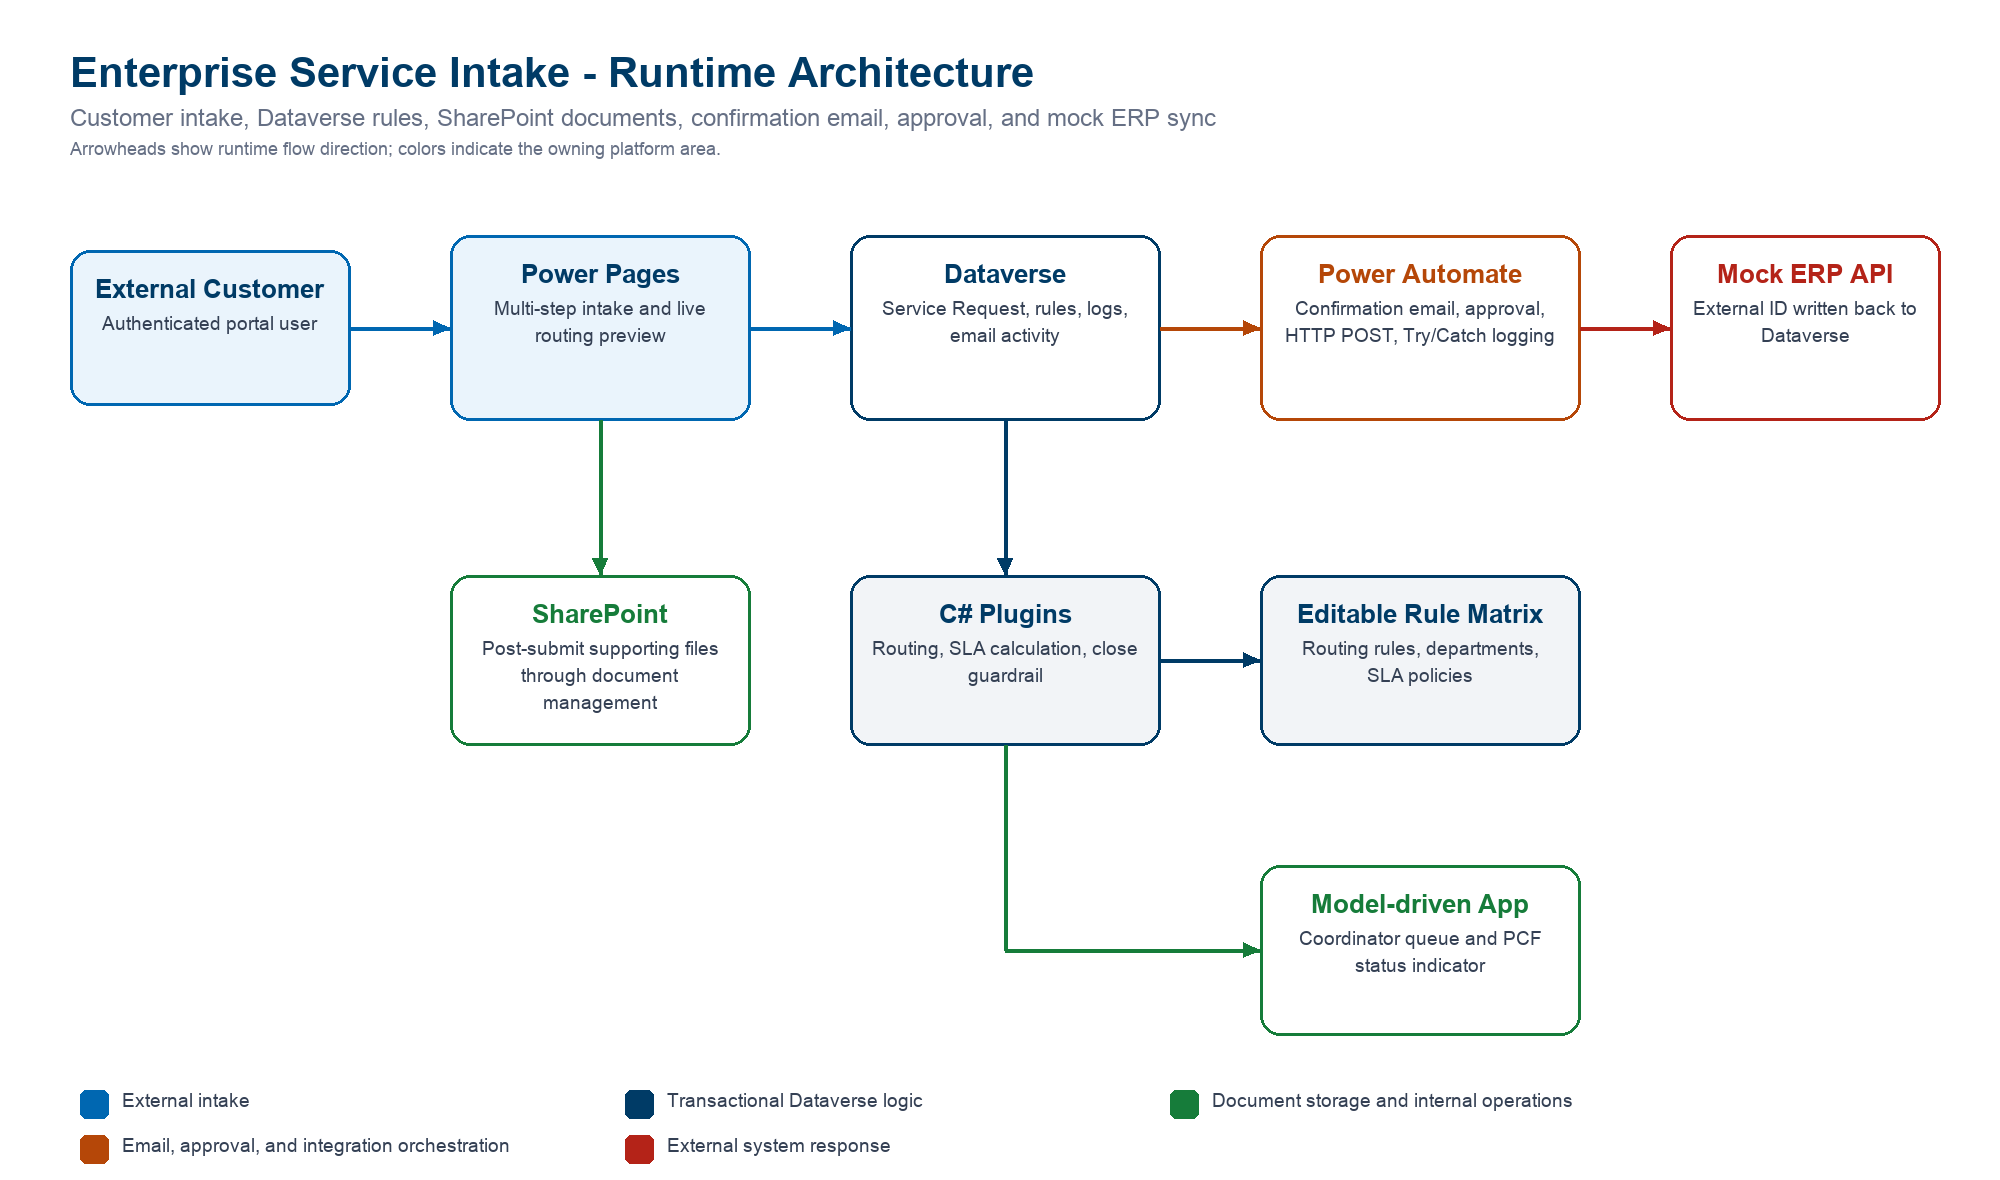 Enterprise Service Intake - Runtime Architecture
Customer intake, Dataverse rules, SharePoint documents, confirmation email, approval, and mock ERP sync
Arrowheads show runtime flow direction; colors indicate the owning platform area.
External Customer
Authenticated portal user
Power Pages
Multi-step intake and live
routing preview
Dataverse
Service Request, rules, logs,
email activity
Power Automate
Confirmation email, approval,
HTTP POST, Try/Catch logging
Mock ERP API
External ID written back to
Dataverse
SharePoint
Post-submit supporting files
through document
management
C# Plugins
Routing, SLA calculation, close
guardrail
Editable Rule Matrix
Routing rules, departments,
SLA policies
Model-driven App
Coordinator queue and PCF
status indicator
External intake
Transactional Dataverse logic
Document storage and internal operations
Email, approval, and integration orchestration
External system response